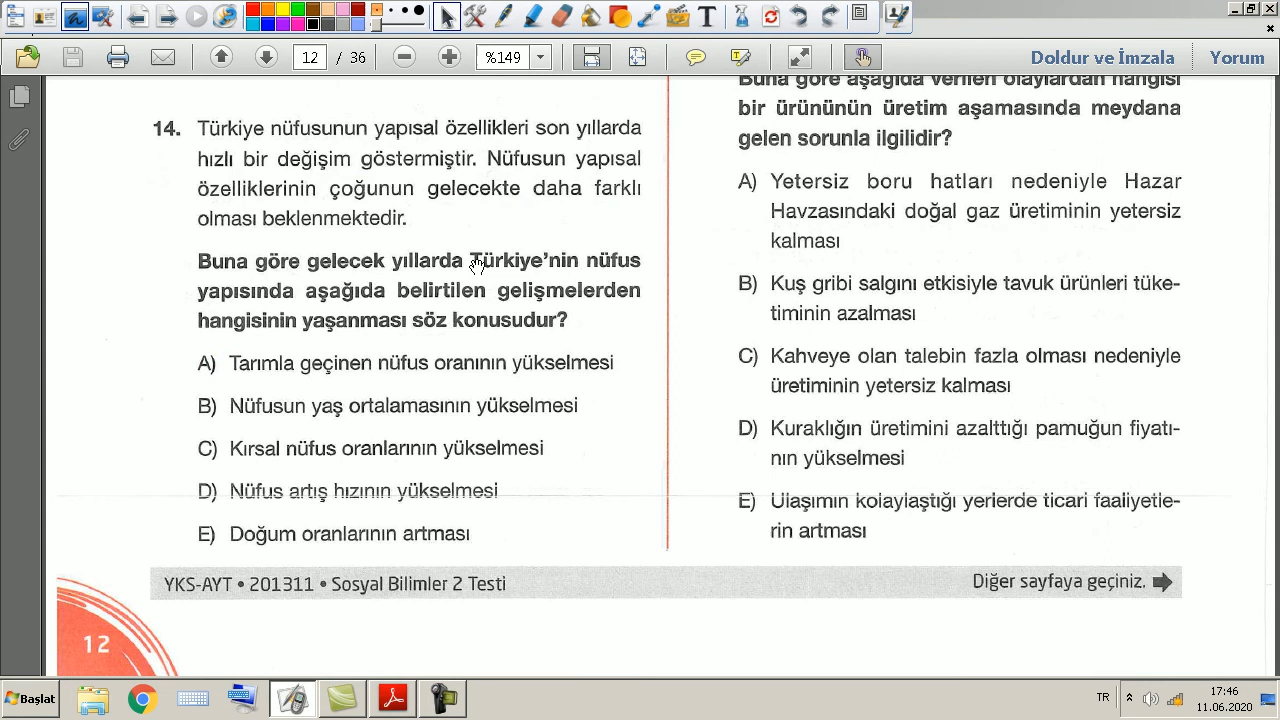 12 / 36
%149
Doldur ve İmzala
Yorum
14. Türkiye nüfusunun yapısal özellikleri son yıllarda
hızlı bir değişim göstermiştir. Nüfusun yapısal
özelliklerinin çoğunun gelecekte daha farklı
olması beklenmektedir.
Buna göre gelecek yıllarda Türkiye'nin nüfus
yapısında aşağıda belirtilen gelişmelerden
hangisinin yaşanması söz konusudur?
A) Tarımla geçinen nüfus oranının yükselmesi
B) Nüfusun yaş ortalamasının yükselmesi
C) Kırsal nüfus oranlarının yükselmesi
D) Nüfus artış hızının yükselmesi
E) Doğum oranlarının artması
Buna göre aşağıda verilen olaylardan hangisi
bir ürününün üretim aşamasında meydana
gelen sorunla ilgilidir?
A) Yetersiz boru hatları nedeniyle Hazar
Havzasındaki doğal gaz üretiminin yetersiz
kalması
B) Kuş gribi salgını etkisiyle tavuk ürünleri tüke-
timinin azalması
C) Kahveye olan talebin fazla olması nedeniyle
üretiminin yetersiz kalması
D) Kuraklığın üretimini azalttığı pamuğun fiyatı-
nın yükselmesi
E) Ulaşımın kolaylaştığı yerlerde ticari faaliyetle-
rin artması
YKS-AYT • 201311 • Sosyal Bilimler 2 Testi
Diğer sayfaya geçiniz.
12
Başlat
TR
17:46
11.06.2020